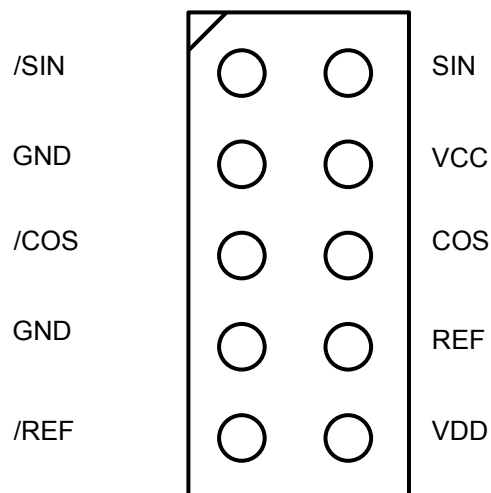 /SIN SIN
GND VCC
/COS COS
GND REF
/REF VDD